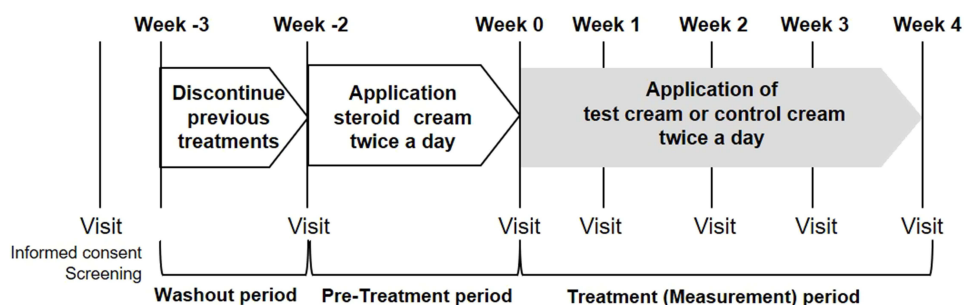 Week -3 Week -2 Week 0 Week 1 Week 2 Week 3 Week 4
Discontinue
previous
treatments
Application
steroid cream
twice a day
Application of
test cream or control cream
twice a day
Visit Visit Visit Visit Visit Visit Visit
Informed consent
Screening
Washout period Pre-Treatment period Treatment (Measurement) period